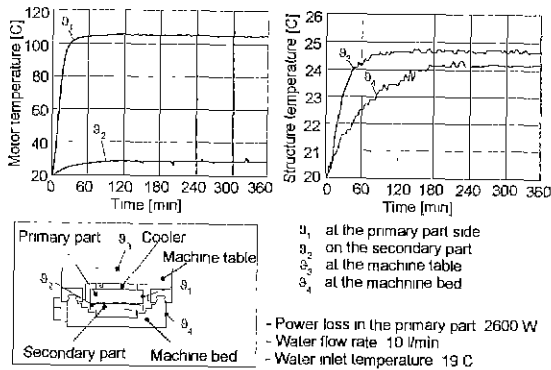 Motor temperature [C]
120
100
80
60
40
20
0 60 120 180 240 300 360
Time [min]
ϑ1
ϑ2
Structure temperature [C]
26
25
24
23
22
21
20
0 60 120 180 240 300 360
Time [min]
ϑ3
ϑ4
Primary part ϑ3 Cooler
Machine table
ϑ2 ϑ1
ϑ4
Secondary part Machine bed
ϑ1 at the primary part side
ϑ2 on the secondary part
ϑ3 at the machine table
ϑ4 at the machnine bed
- Power loss in the primary part 2600 W
- Water flow rate 10 l/min
- Water inlet temperature 19 C